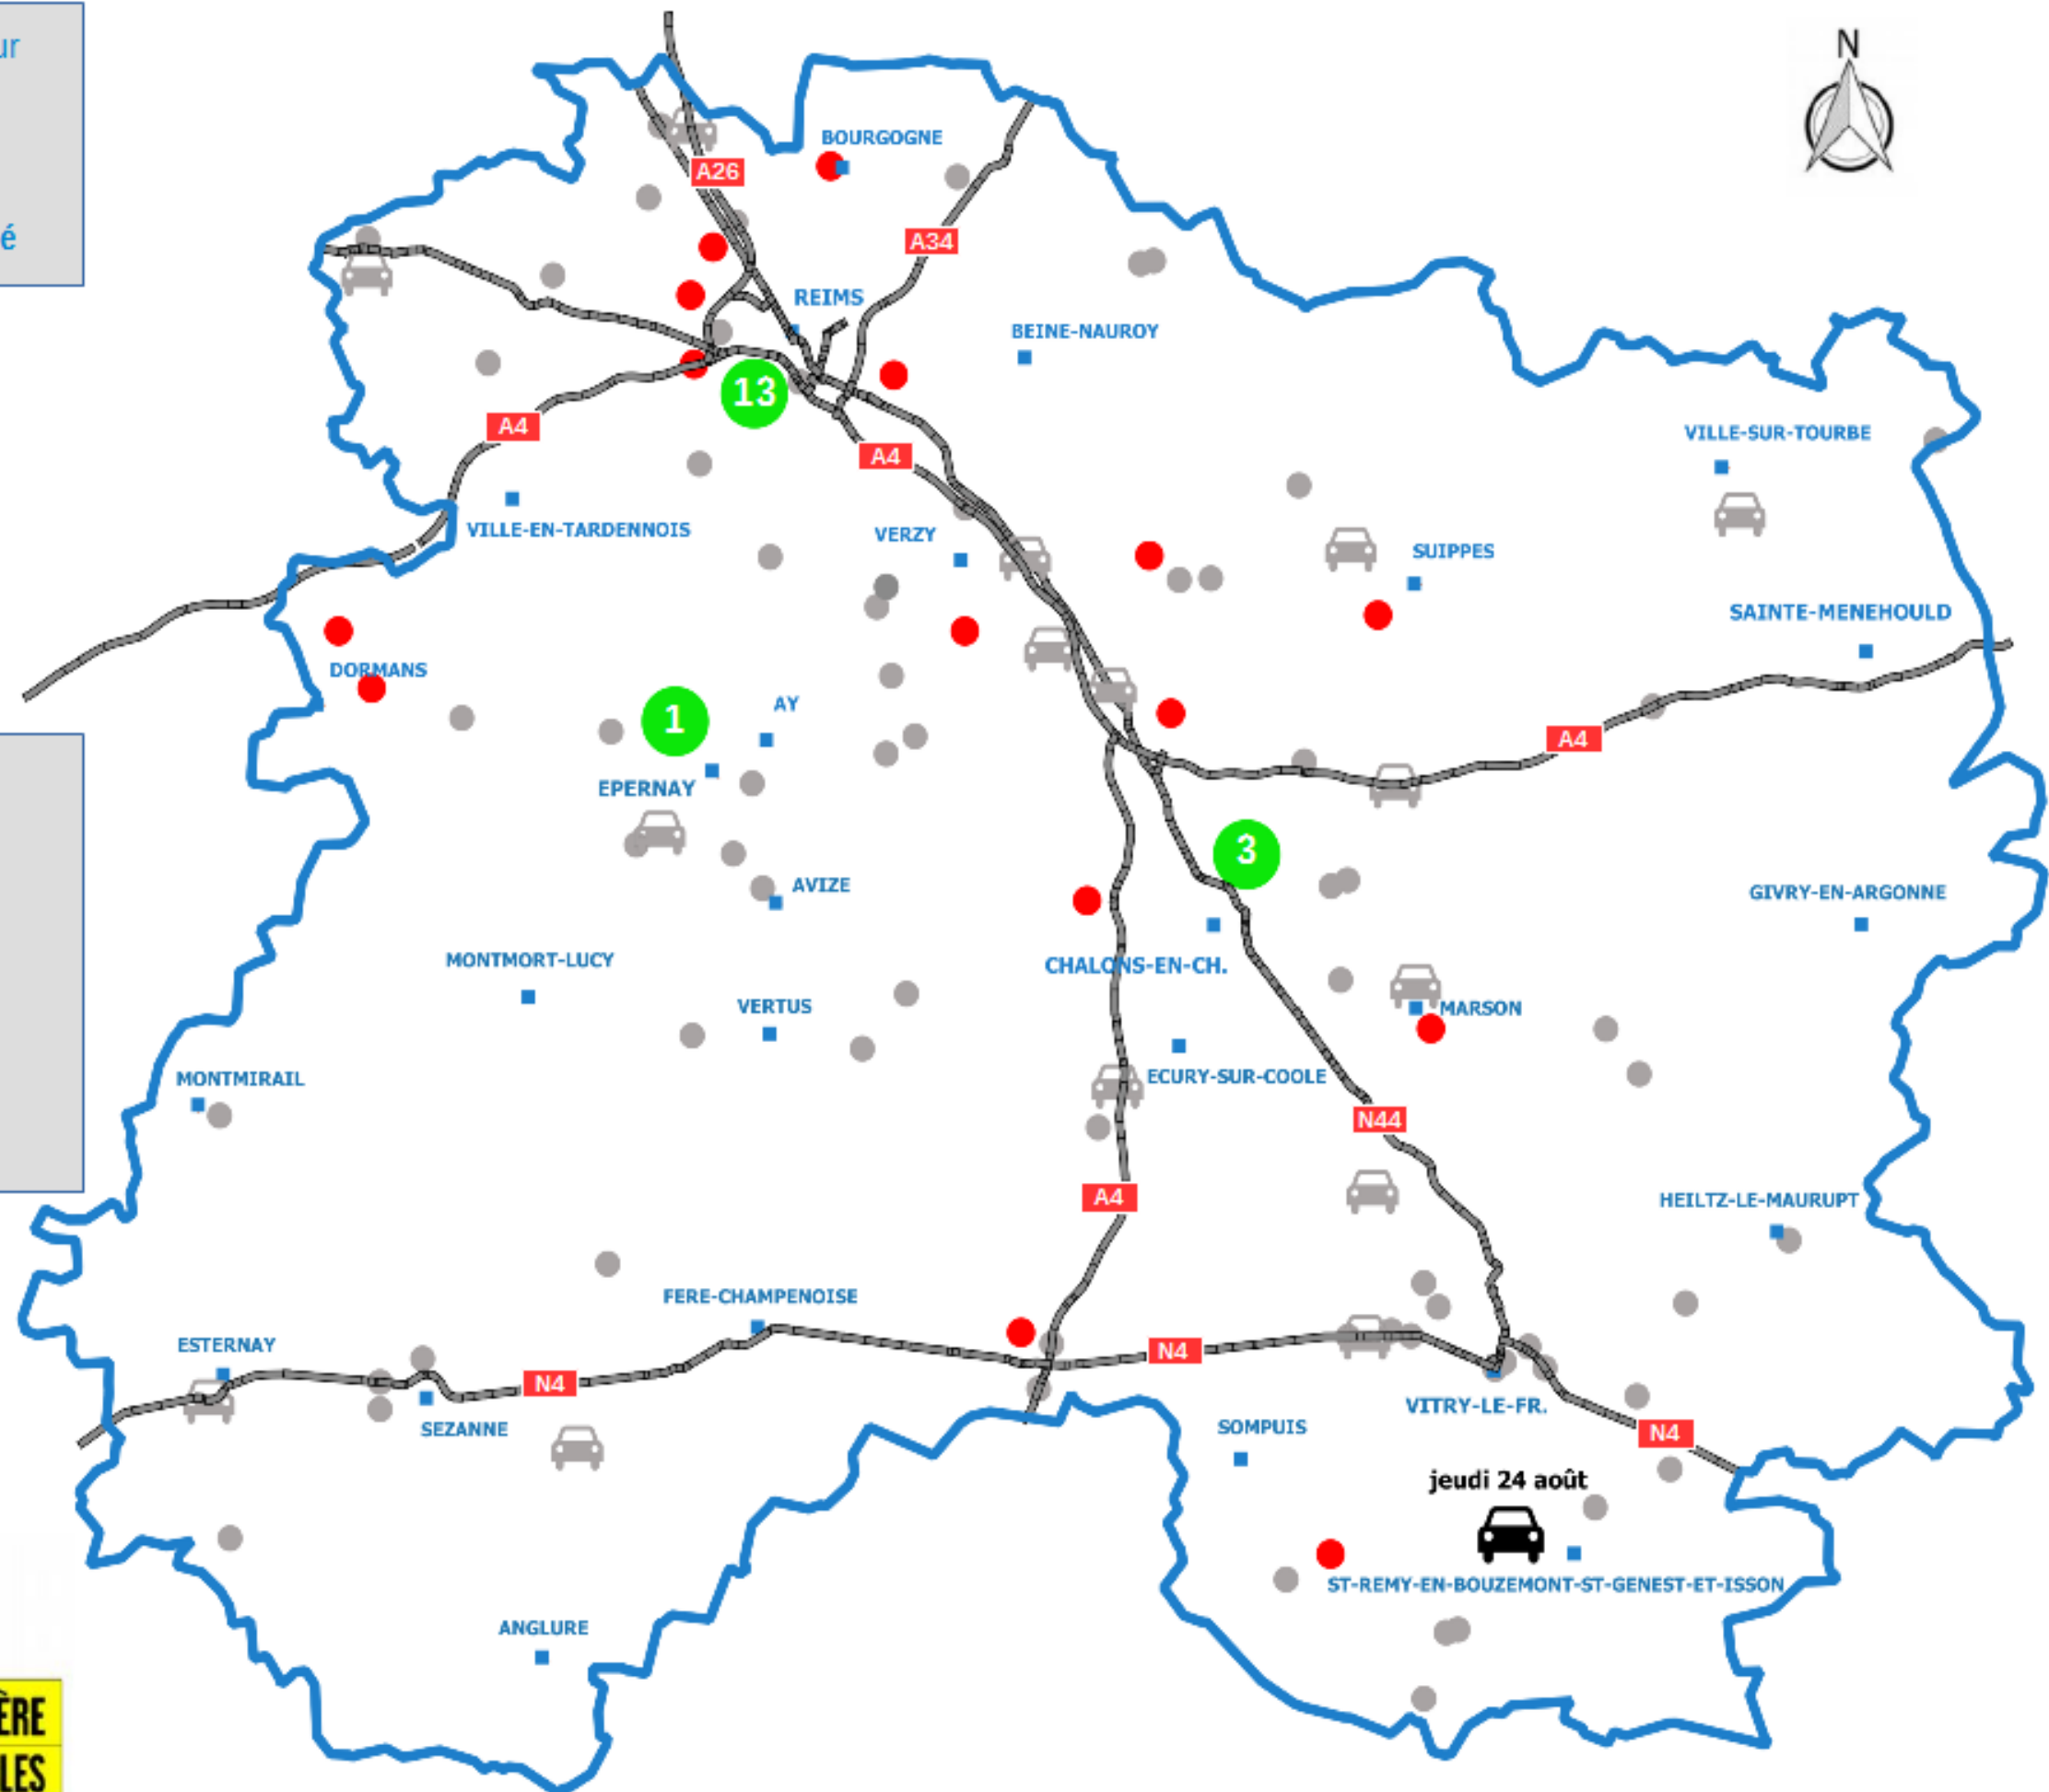 ur
é
N
BOURGOGNE
A26
A34
REIMS
BEINE-NAUROY
13
A4
A4
VILLE-SUR-TOURBE
VILLE-EN-TARDENNOIS
VERZY
SUIPPES
SAINTE-MENEHOULD
DORMANS
1
AY
A4
EPERNAY
3
AVIZE
GIVRY-EN-ARGONNE
MONTMORT-LUCY
CHALONS-EN-CH.
VERTUS
MARSON
MONTMIRAIL
ECURY-SUR-COOLE
N44
A4
HEILTZ-LE-MAURUPT
FERE-CHAMPENOISE
ESTERNAY
N4
N4
VITRY-LE-FR.
SEZANNE
SOMPUIS
N4
jeudi 24 août
ST-REMY-EN-BOUZEMONT-ST-GENEST-ET-ISSON
ANGLURE
ÈRE
LES